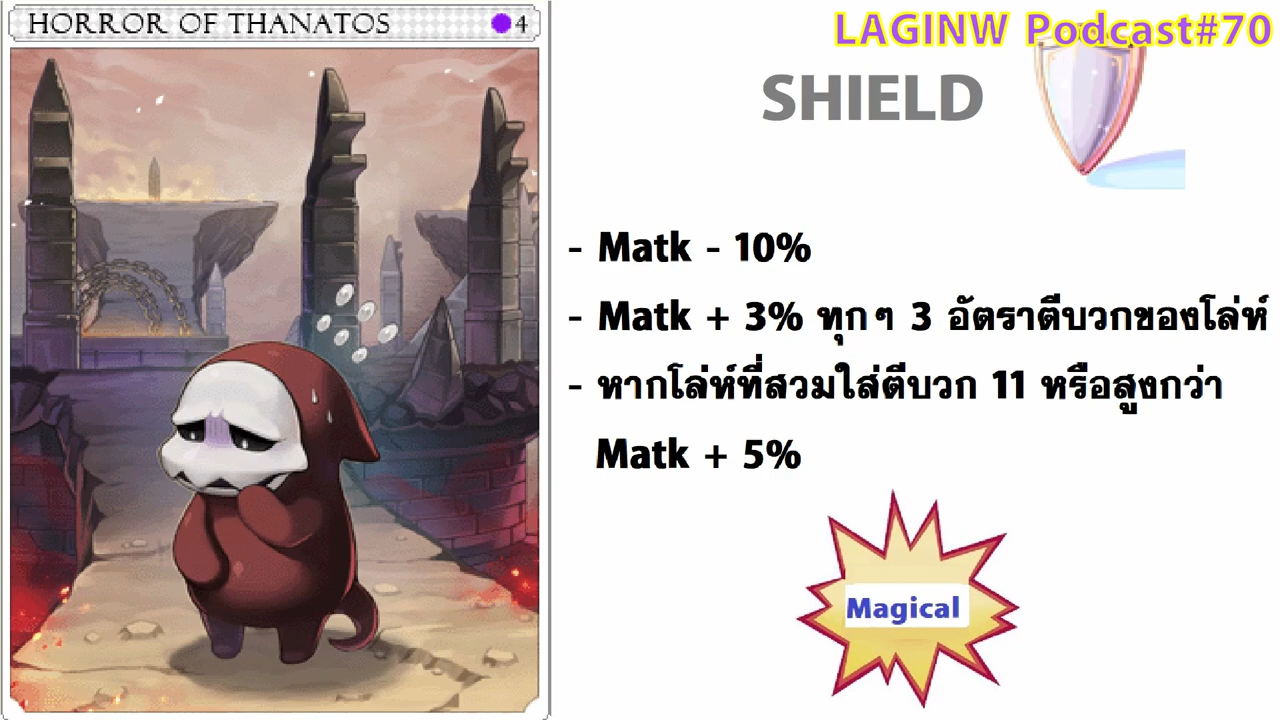 HORROR OF THANATOS 4
LAGINW Podcast#70
SHIELD
- Matk - 10%
- Matk + 3% ทุกๆ 3 อัตราตีบวกของโล่ห์
- หากโล่ห์ที่สวมใส่ตีบวก 11 หรือสูงกว่า
Matk + 5%
Magical